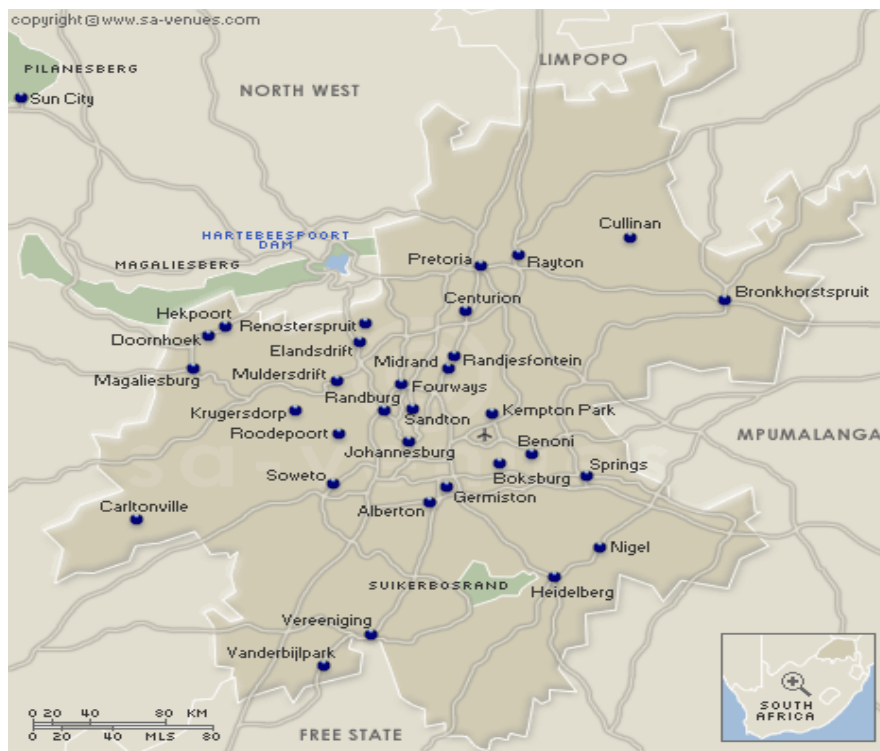 copyright@www.sa-venues.com
LIMPOPO
PILANESBERG
NORTH WEST
Sun City
Cullinan
HARTEBEESPOORT
DAM
MAGALIESBERG
Pretoria
Rayton
Bronkhorstspruit
Centurion
Hekpoort
Renosterspruit
Doornhoek
Elandsdrift
Midrand
Randjesfontein
Magaliesburg
Muldersdrift
Fourways
Randburg
Krugersdorp
Sandton
Kempton Park
Roodepoort
MPUMALANGA
Johannesburg
Benoni
sa-venues
Springs
Soweto
Boksburg
Germiston
Carltonville
Alberton
Nigel
SUIKERBOSRAND
Heidelberg
Vereeniging
Vanderbijlpark
SOUTH
AFRICA
0 20 40 80 KM
0 20 40 MLS 80
FREE STATE